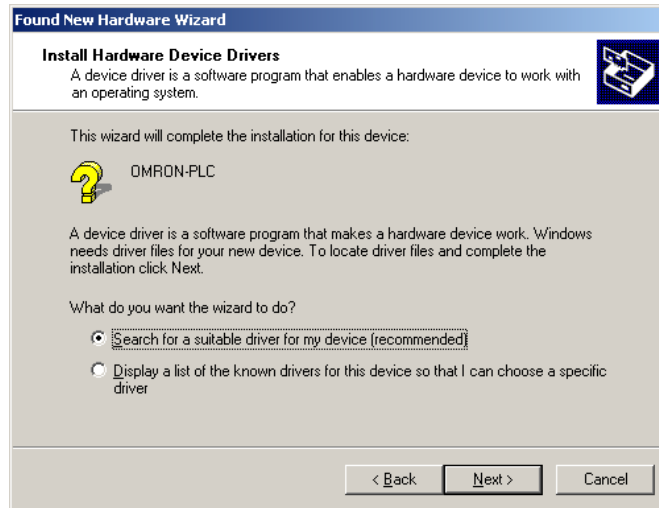 Found New Hardware Wizard
Install Hardware Device Drivers
A device driver is a software program that enables a hardware device to work with
an operating system.
This wizard will complete the installation for this device:
OMRON-PLC
A device driver is a software program that makes a hardware device work. Windows
needs driver files for your new device. To locate driver files and complete the
installation click Next.
What do you want the wizard to do?
Search for a suitable driver for my device (recommended)
Display a list of the known drivers for this device so that I can choose a specific
driver
< Back Next > Cancel